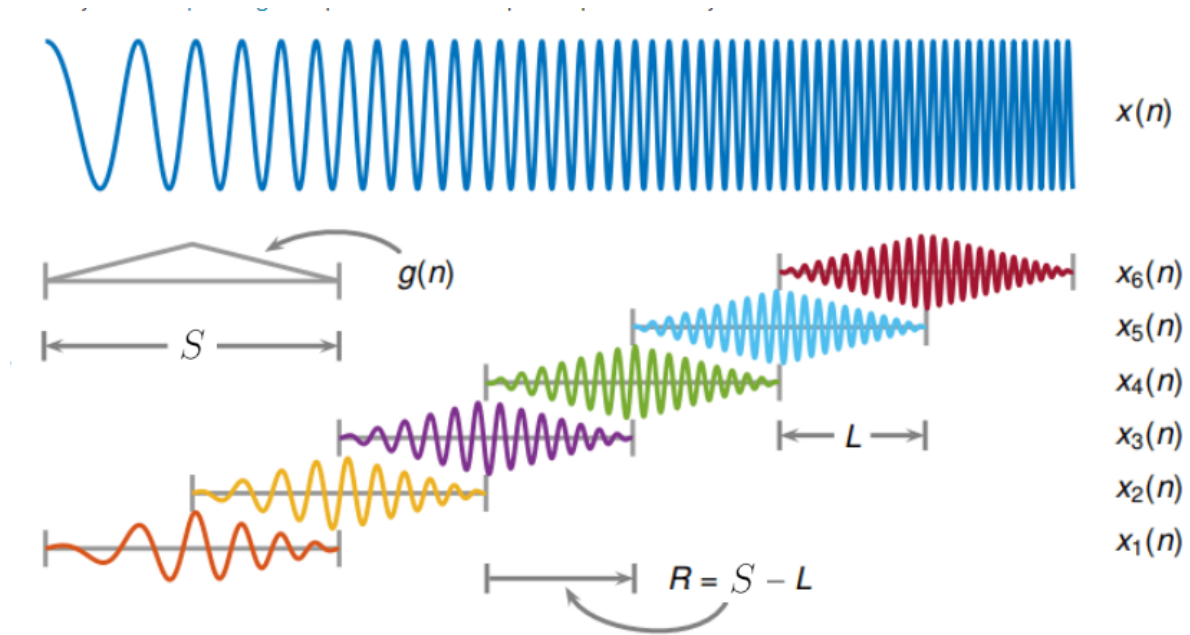 x(n)
g(n)
x₆(n)
x₅(n)
S
x₄(n)
L
x₃(n)
x₂(n)
x₁(n)
R = S − L